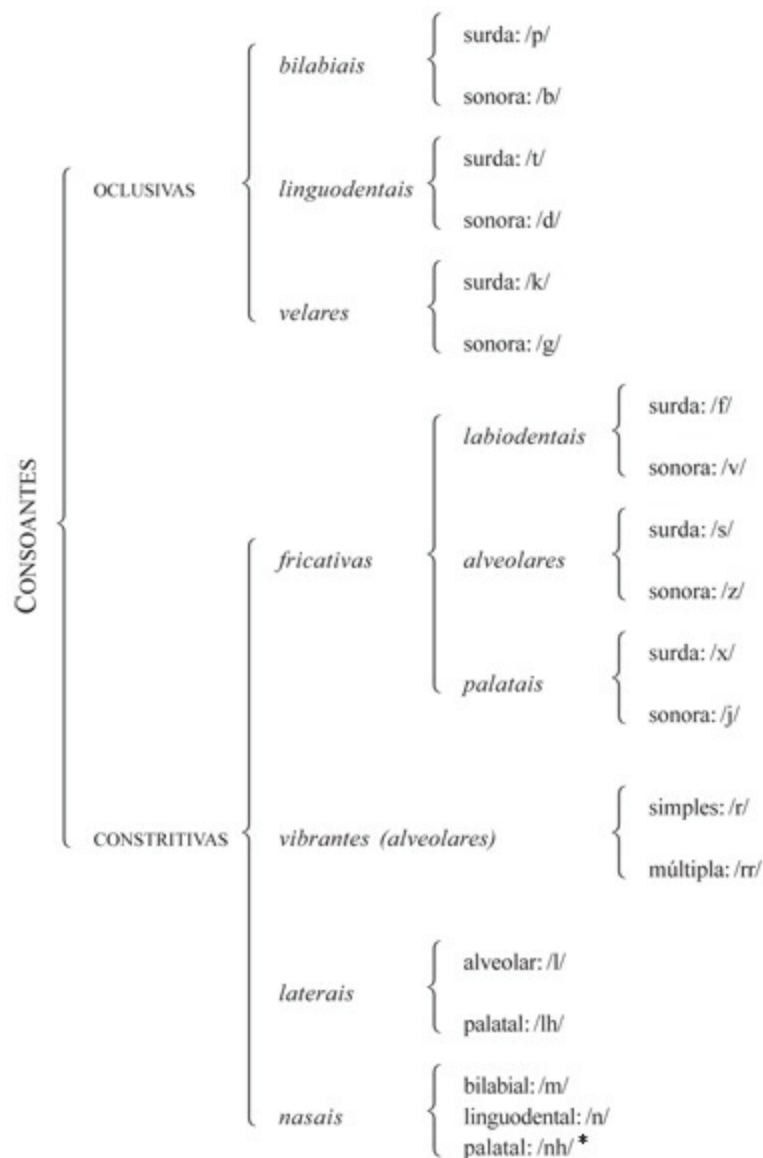 surda: /p/
bilabiais
sonora: /b/
surda: /t/
OCLUSIVAS
linguodentais
sonora: /d/
surda: /k/
velares
sonora: /g/
surda: /f/
labiodentais
sonora: /v/
CONSOANTES
surda: /s/
fricativas
alveolares
sonora: /z/
surda: /x/
palatais
sonora: /j/
simples: /r/
CONSTRITIVAS
vibrantes (alveolares)
múltipla: /rr/
alveolar: /l/
laterais
palatal: /lh/
bilabial: /m/
nasais
linguodental: /n/
palatal: /nh/ *